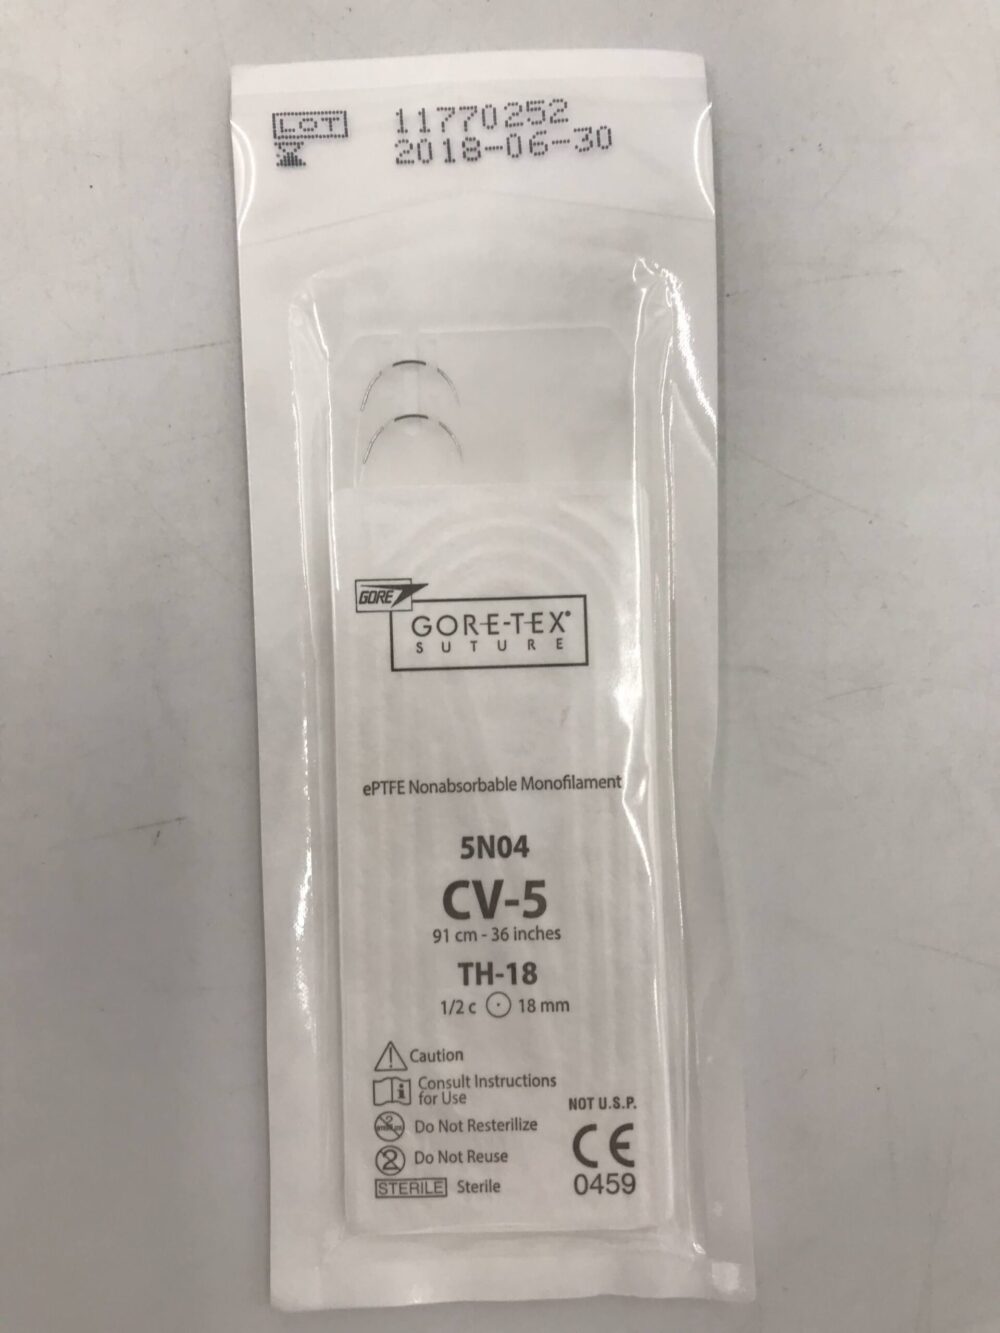 LOT 11770252
2018-06-30
GORE
GORE-TEX®
SUTURE
ePTFE Nonabsorbable Monofilament
5N04
CV-5
91 cm - 36 inches
TH-18
1/2 c 18 mm
Caution
Consult Instructions
for Use
Do Not Resterilize
Do Not Reuse
STERILE Sterile
NOT U.S.P.
CE
0459